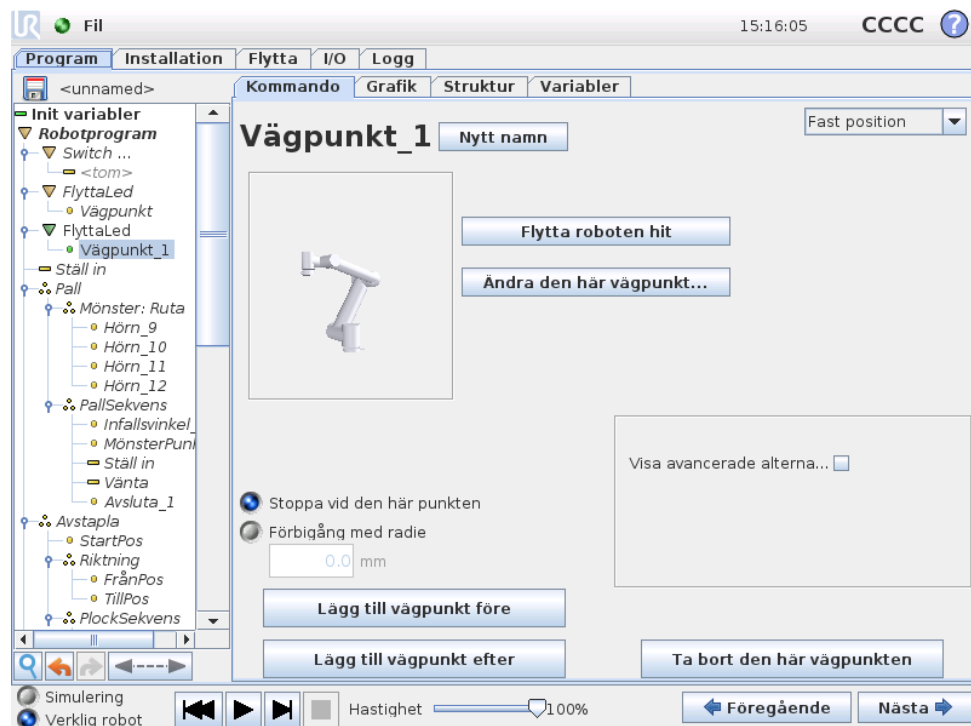 UR Fil 15:16:05 CCCC ?
Program Installation Flytta I/O Logg
<unnamed>
Kommando Grafik Struktur Variabler
Init variabler
Robotprogram
Switch ...
<tom>
FlyttaLed
Vägpunkt
FlyttaLed
Vägpunkt_1
Ställ in
Pall
Mönster: Ruta
Hörn_9
Hörn_10
Hörn_11
Hörn_12
PallSekvens
Infallsvinkel_
MönsterPunl
Ställ in
Vänta
Avsluta_1
Avstapla
StartPos
Riktning
FrånPos
TillPos
PlockSekvens
Vägpunkt_1 Nytt namn
Fast position
Flytta roboten hit
Ändra den här vägpunkt...
Visa avancerade alterna...
Stoppa vid den här punkten
Förbigång med radie
0.0 mm
Lägg till vägpunkt före
Lägg till vägpunkt efter
Ta bort den här vägpunkten
Simulering
Verklig robot
Hastighet 100%
Föregående Nästa